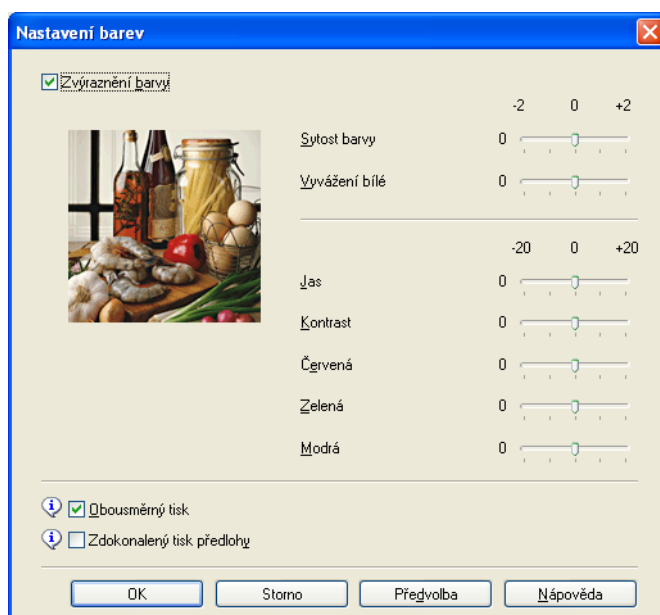 Nastavení barev
Zvýraznění barvy
-2 0 +2
Sytost barvy 0
Vyvážení bílé 0
-20 0 +20
Jas 0
Kontrast 0
Červená 0
Zelená 0
Modrá 0
Obousměrný tisk
Zdokonalený tisk předlohy
OK Storno Předvolba Nápověda